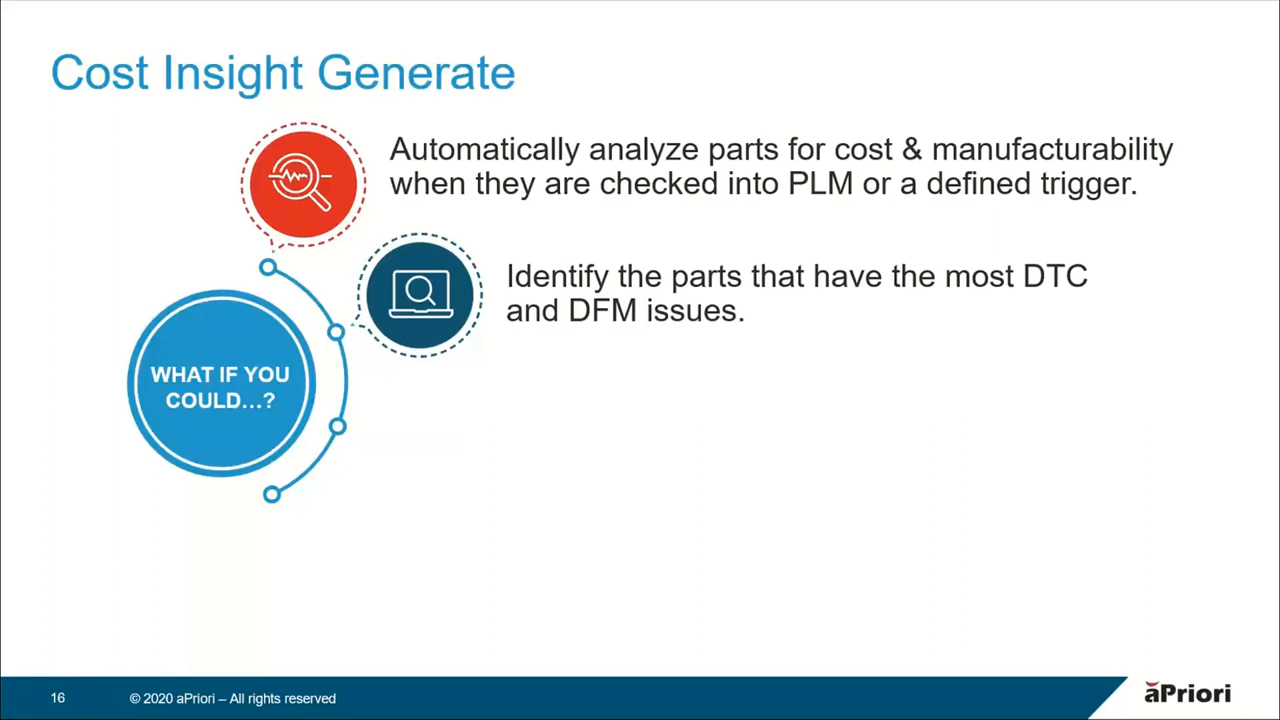 Cost Insight Generate
Automatically analyze parts for cost & manufacturability
when they are checked into PLM or a defined trigger.
Identify the parts that have the most DTC
and DFM issues.
WHAT IF YOU
COULD…?
16
© 2020 aPriori – All rights reserved
aPriori